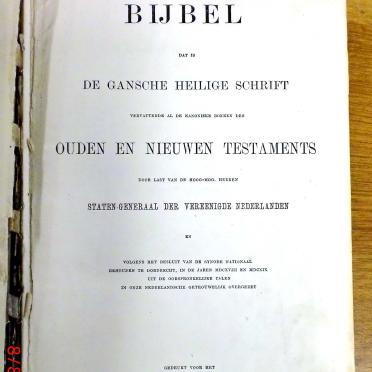 BIJBEL
DAT IS
DE GANSCHE HEILIGE SCHRIFT
VERVATTENDE AL DE KANONIEKE BOEKEN DES
OUDEN EN NIEUWEN TESTAMENTS
DOOR LAST VAN DE HOOG-MOG. HEEREN
STATEN-GENERAAL DER VEREENIGDE NEDERLANDEN
EN
VOLGENS HET BESLUIT VAN DE SYNODE NATIONAAL
GEHOUDEN TE DORDRECHT, IN DE JAREN MDCXVIII EN MDCXIX
UIT DE OORSPRONKELIJKE TALEN
IN ONZE NEDERLANDSCHE GETROUWELIJK OVERGEZET
GEDRUKT VOOR HET